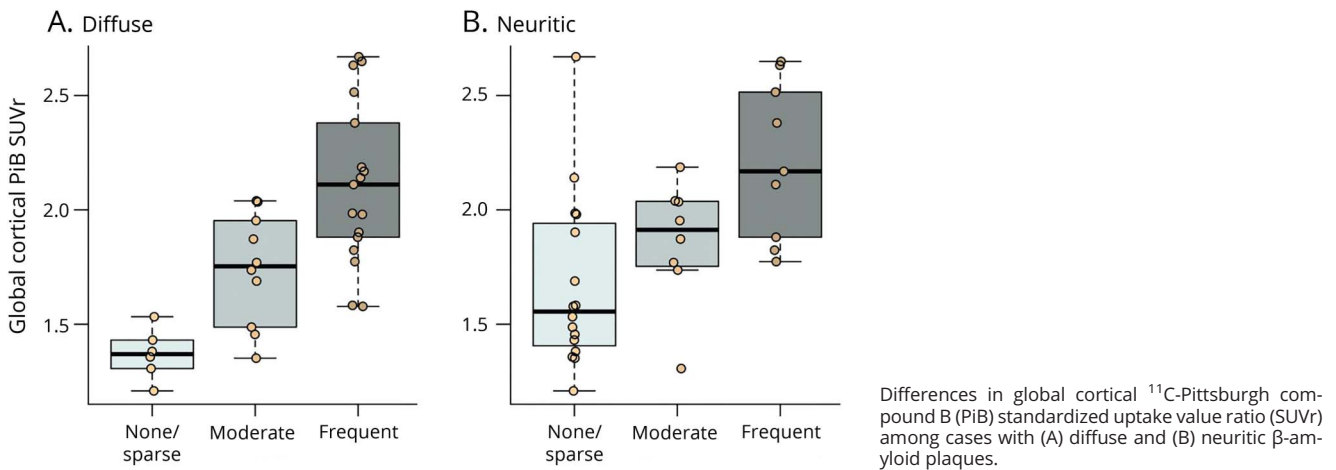 A. Diffuse
B. Neuritic
Global cortical PiB SUVr
2.5
2.0
1.5
2.5
2.0
1.5
None/
sparse
Moderate
Frequent
None/
sparse
Moderate
Frequent
Differences in global cortical ¹¹C-Pittsburgh com-
pound B (PiB) standardized uptake value ratio (SUVr)
among cases with (A) diffuse and (B) neuritic β-am-
yloid plaques.